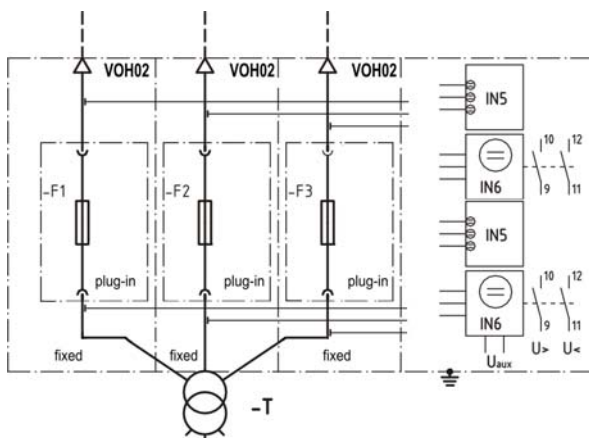 VOH02 VOH02 VOH02
IN5
10 12
-F1 -F2 -F3
IN6
9 11
IN5
plug-in plug-in plug-in
10 12
IN6
9 11
fixed fixed fixed
Uaux U> U<
-T